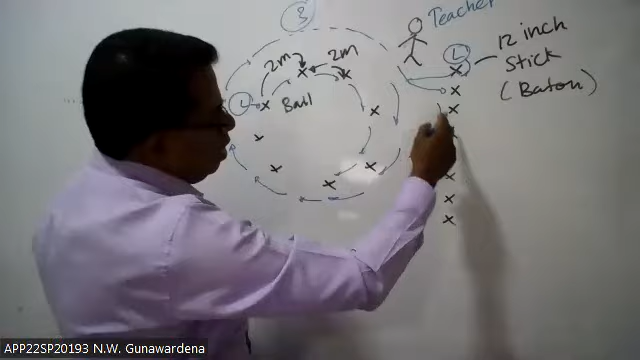 3
Teacher
2m 2m
L
12 inch
Stick
(Baton)
L
Ball
APP22SP20193 N.W. Gunawardena